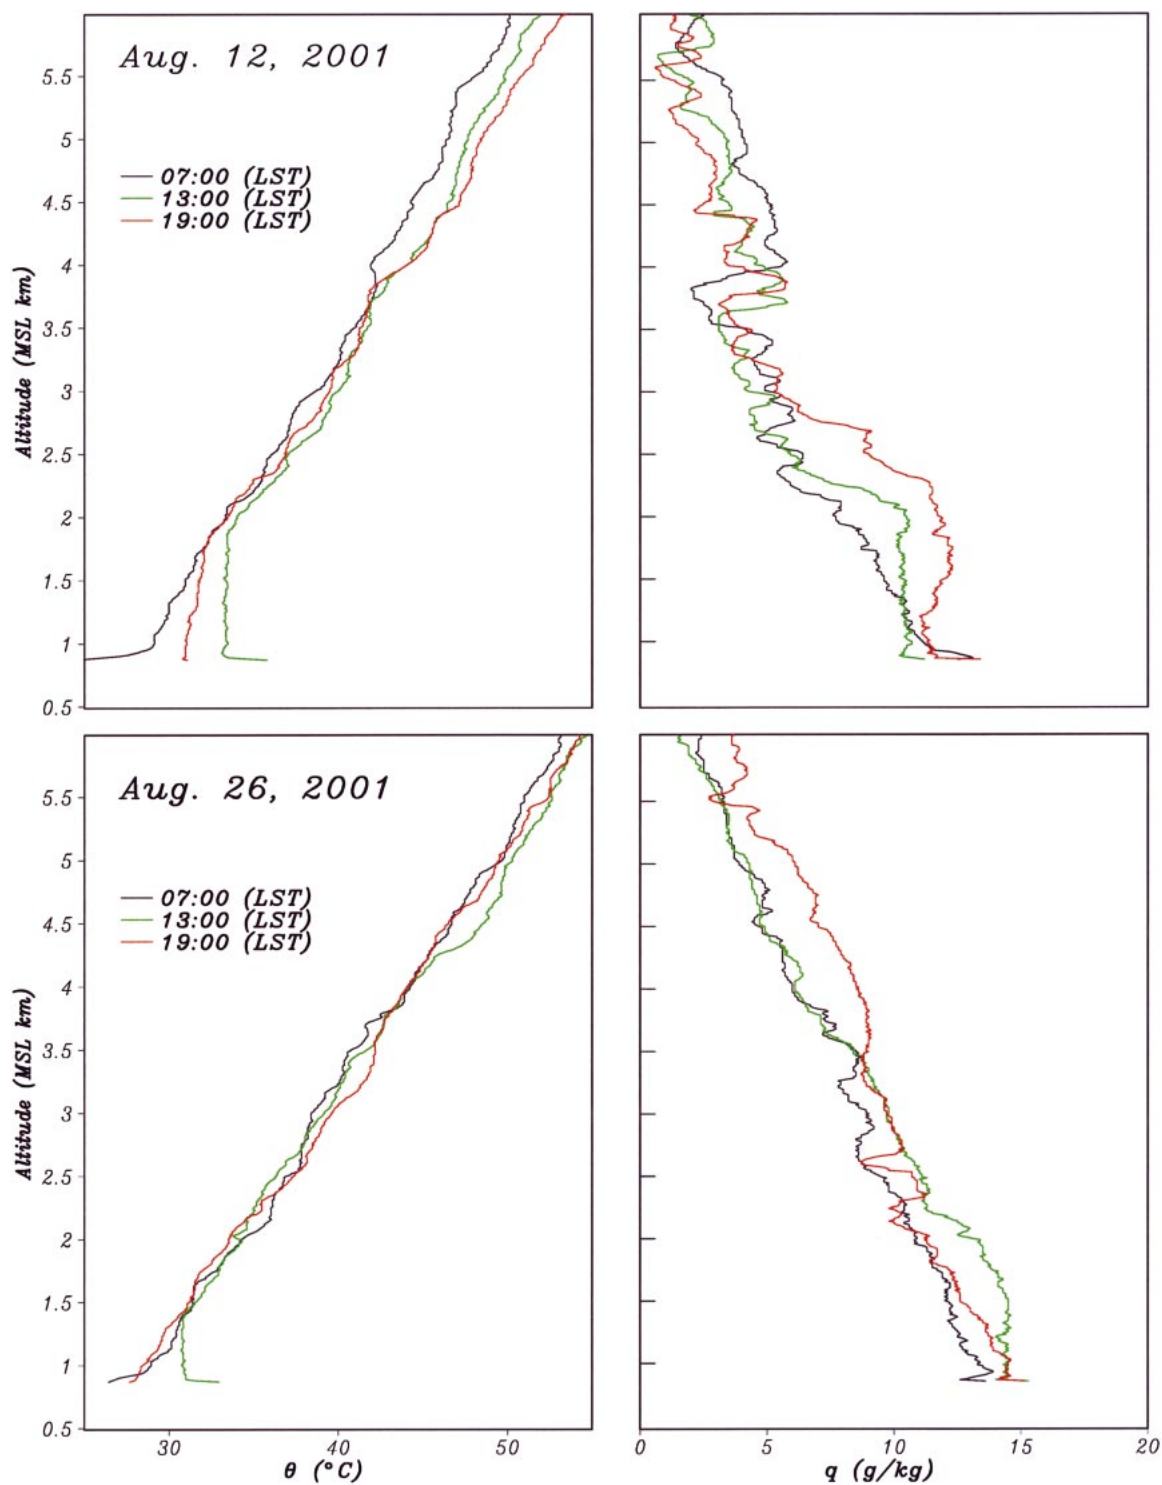 Aug. 12, 2001
5.5
5
07:00 (LST)
4.5
13:00 (LST)
19:00 (LST)
4
Altitude (MSL km)
3.5
3
2.5
2
1.5
1
0.5
Aug. 26, 2001
5.5
5
07:00 (LST)
4.5
13:00 (LST)
19:00 (LST)
4
Altitude (MSL km)
3.5
3
2.5
2
1.5
1
0.5
30 40 50
θ (°C)
0 5 10 15 20
q (g/kg)